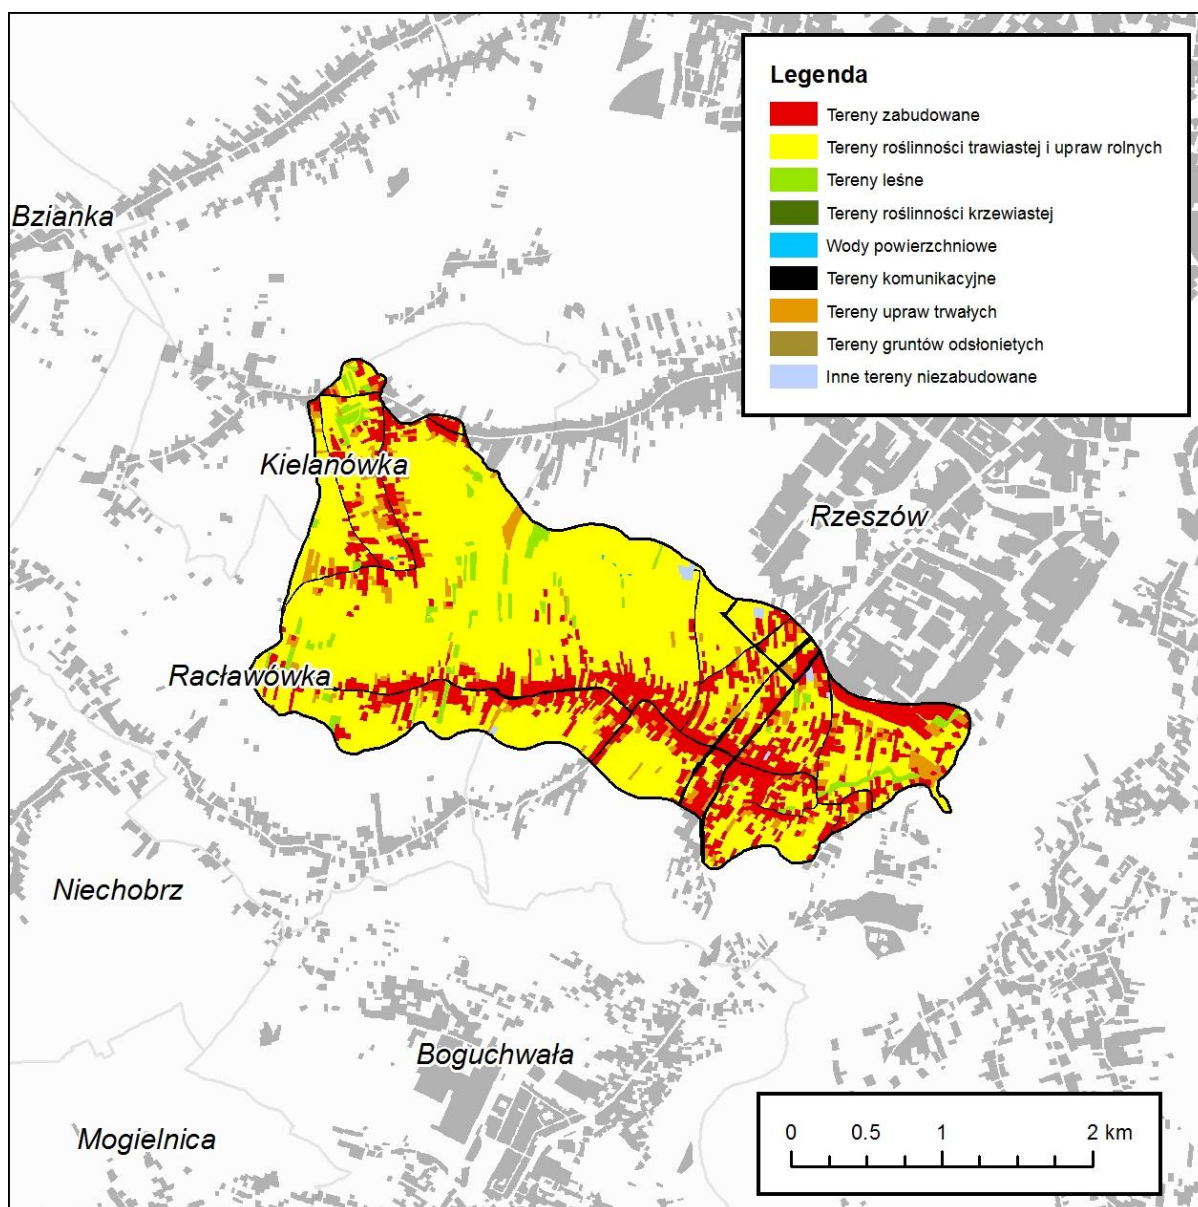 Legenda
Tereny zabudowane
Tereny roślinności trawiastej i upraw rolnych
Tereny leśne
Tereny roślinności krzewiastej
Wody powierzchniowe
Tereny komunikacyjne
Tereny upraw trwałych
Tereny gruntów odsłonietych
Inne tereny niezabudowane
Bzianka
Kielanówka
Rzeszów
Racławówka
Niechobrz
Boguchwała
Mogielnica
0 0.5 1 2 km